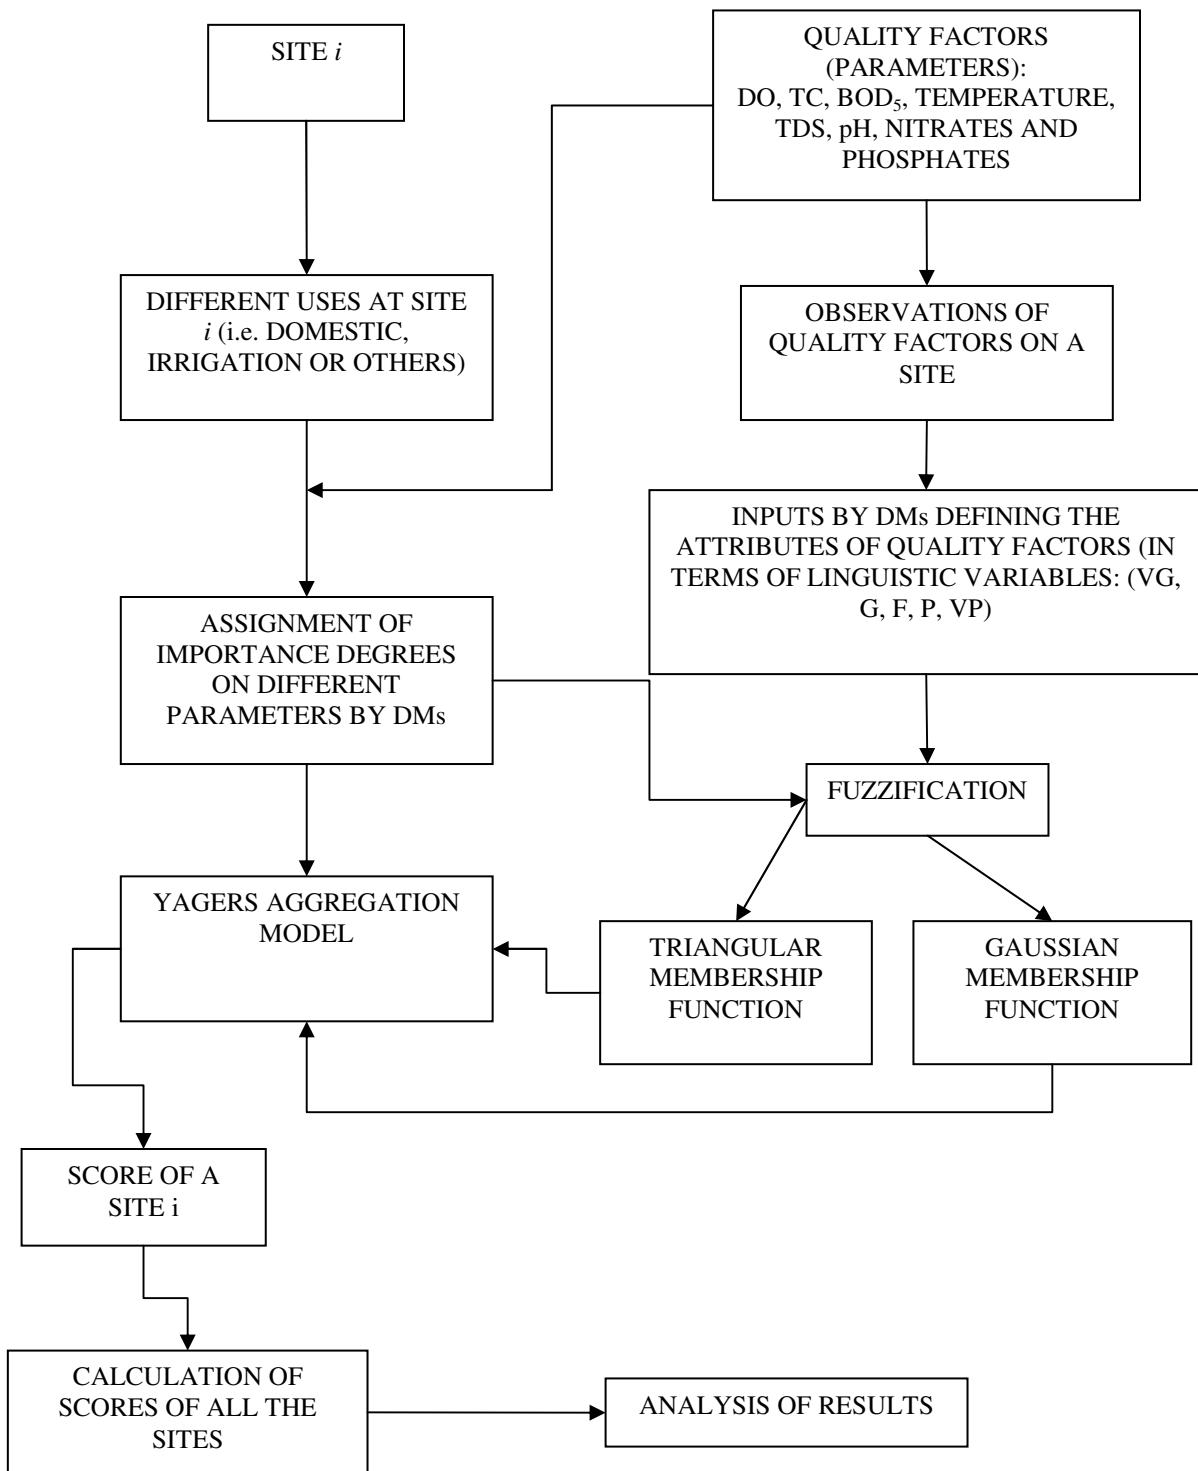 SITE i
QUALITY FACTORS
(PARAMETERS):
DO, TC, BOD₅, TEMPERATURE,
TDS, pH, NITRATES AND
PHOSPHATES
DIFFERENT USES AT SITE
i (i.e. DOMESTIC,
IRRIGATION OR OTHERS)
OBSERVATIONS OF
QUALITY FACTORS ON A
SITE
INPUTS BY DMs DEFINING THE
ATTRIBUTES OF QUALITY FACTORS (IN
TERMS OF LINGUISTIC VARIABLES: (VG,
G, F, P, VP)
ASSIGNMENT OF
IMPORTANCE DEGREES
ON DIFFERENT
PARAMETERS BY DMs
FUZZIFICATION
YAGERS AGGREGATION
MODEL
TRIANGULAR
MEMBERSHIP
FUNCTION
GAUSSIAN
MEMBERSHIP
FUNCTION
SCORE OF A
SITE i
CALCULATION OF
SCORES OF ALL THE
SITES
ANALYSIS OF RESULTS